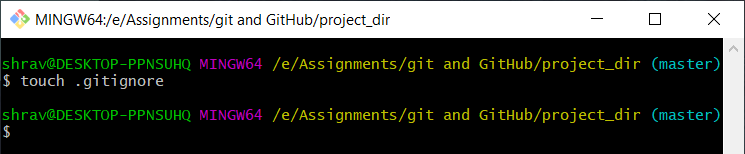 MINGW64:/e/Assignments/git and GitHub/project_dir
shrav@DESKTOP-PPNSUHQ MINGW64 /e/Assignments/git and GitHub/project_dir (master)
$ touch .gitignore
shrav@DESKTOP-PPNSUHQ MINGW64 /e/Assignments/git and GitHub/project_dir (master)
$